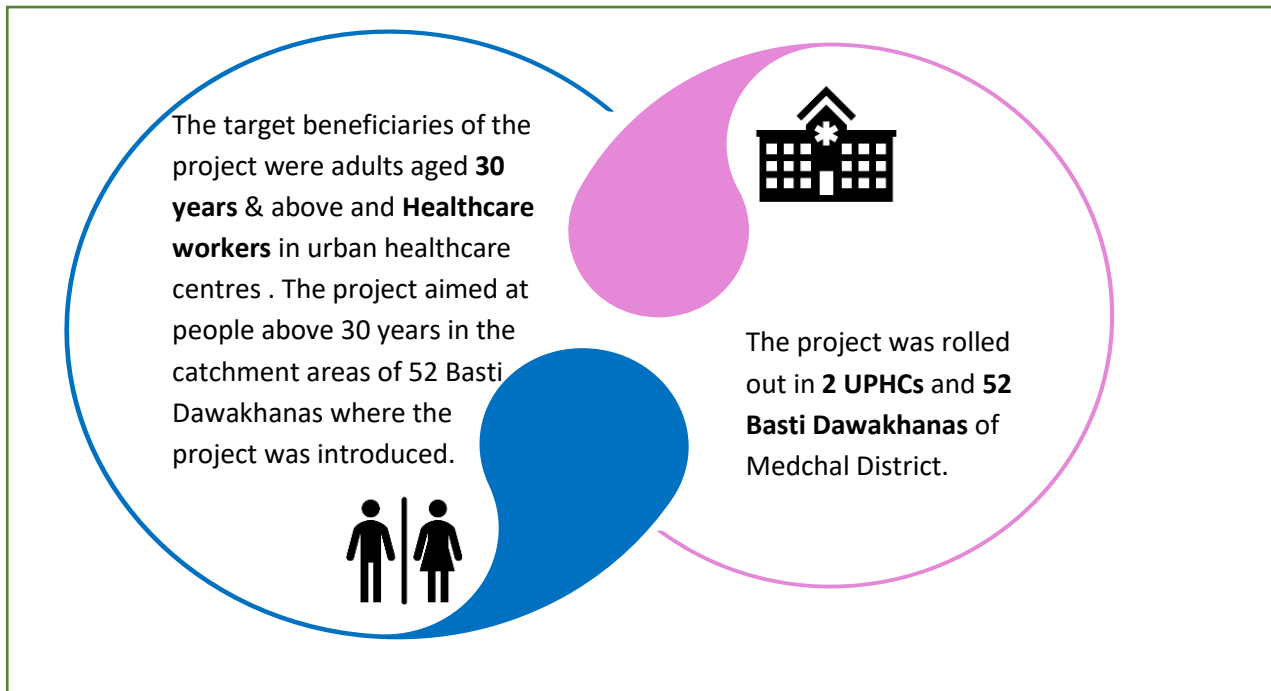 The target beneficiaries of the
project were adults aged 30
years & above and Healthcare
workers in urban healthcare
centres . The project aimed at
people above 30 years in the
catchment areas of 52 Basti
Dawakhanas where the
project was introduced.
The project was rolled
out in 2 UPHCs and 52
Basti Dawakhanas of
Medchal District.